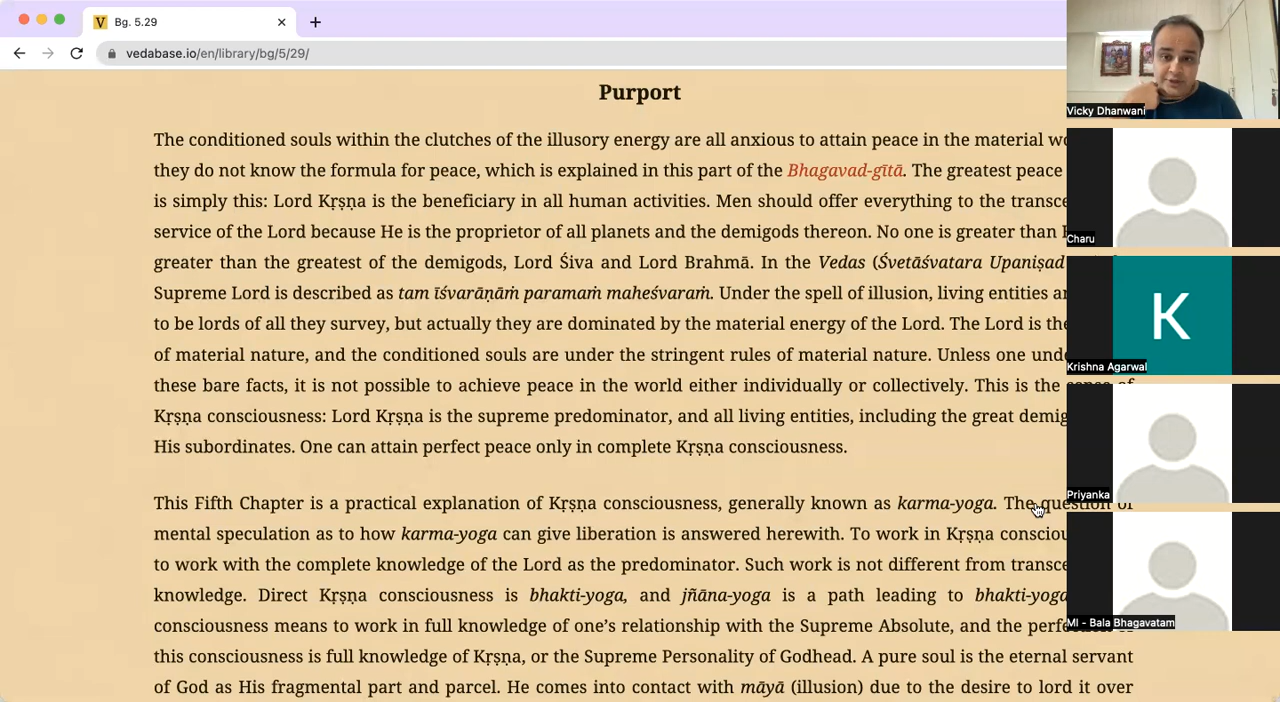 Bg. 5.29
vedabase.io/en/library/bg/5/29/
Purport
The conditioned souls within the clutches of the illusory energy are all anxious to attain peace in the material
they do not know the formula for peace, which is explained in this part of the Bhagavad-gītā. The greatest peace
is simply this: Lord Kṛṣṇa is the beneficiary in all human activities. Men should offer everything to the
service of the Lord because He is the proprietor of all planets and the demigods thereon. No one is greater than
greater than the greatest of the demigods, Lord Śiva and Lord Brahmā. In the Vedas (Śvetāśvatara Upaniṣad
Supreme Lord is described as tam īśvarāṇāṁ paramaṁ maheśvaraṁ. Under the spell of illusion, living entities
to be lords of all they survey, but actually they are dominated by the material energy of the Lord. The Lord is
of material nature, and the conditioned souls are under the stringent rules of material nature. Unless one
these bare facts, it is not possible to achieve peace in the world either individually or collectively. This is the sense of
Kṛṣṇa consciousness: Lord Kṛṣṇa is the supreme predominator, and all living entities, including the great
His subordinates. One can attain perfect peace only in complete Kṛṣṇa consciousness.
This Fifth Chapter is a practical explanation of Kṛṣṇa consciousness, generally known as karma-yoga. The question of
mental speculation as to how karma-yoga can give liberation is answered herewith. To work in Kṛṣṇa
to work with the complete knowledge of the Lord as the predominator. Such work is not different from
knowledge. Direct Kṛṣṇa consciousness is bhakti-yoga, and jñāna-yoga is a path leading to bhakti-yoga
consciousness means to work in full knowledge of one’s relationship with the Supreme Absolute, and the
this consciousness is full knowledge of Kṛṣṇa, or the Supreme Personality of Godhead. A pure soul is the eternal servant
of God as His fragmental part and parcel. He comes into contact with māyā (illusion) due to the desire to lord it over
Vicky Dhanwani
Charu
K
Krishna Agarwal
Priyanka
MI - Bala Bhagavatam